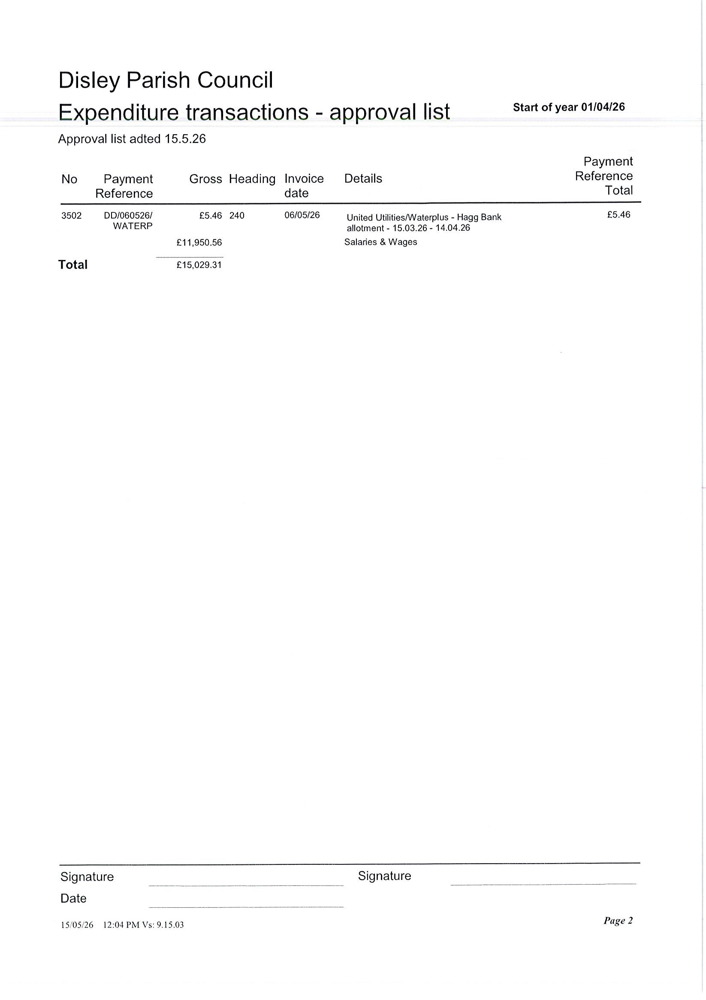 Disley Parish Council
Expenditure transactions - approval list
Start of year 01/04/26
Approval list adted 15.5.26
No Payment Reference Gross Heading Invoice date Details Payment Reference Total
3502 DD/060526/ £5.46 240 06/05/26 United Utilities/Waterplus - Hagg Bank £5.46
WATERP allotment - 15.03.26 - 14.04.26
£11,950.56 Salaries & Wages
Total £15,029.31
Signature Signature
Date
15/05/26 12:04 PM Vs: 9.15.03 Page 2